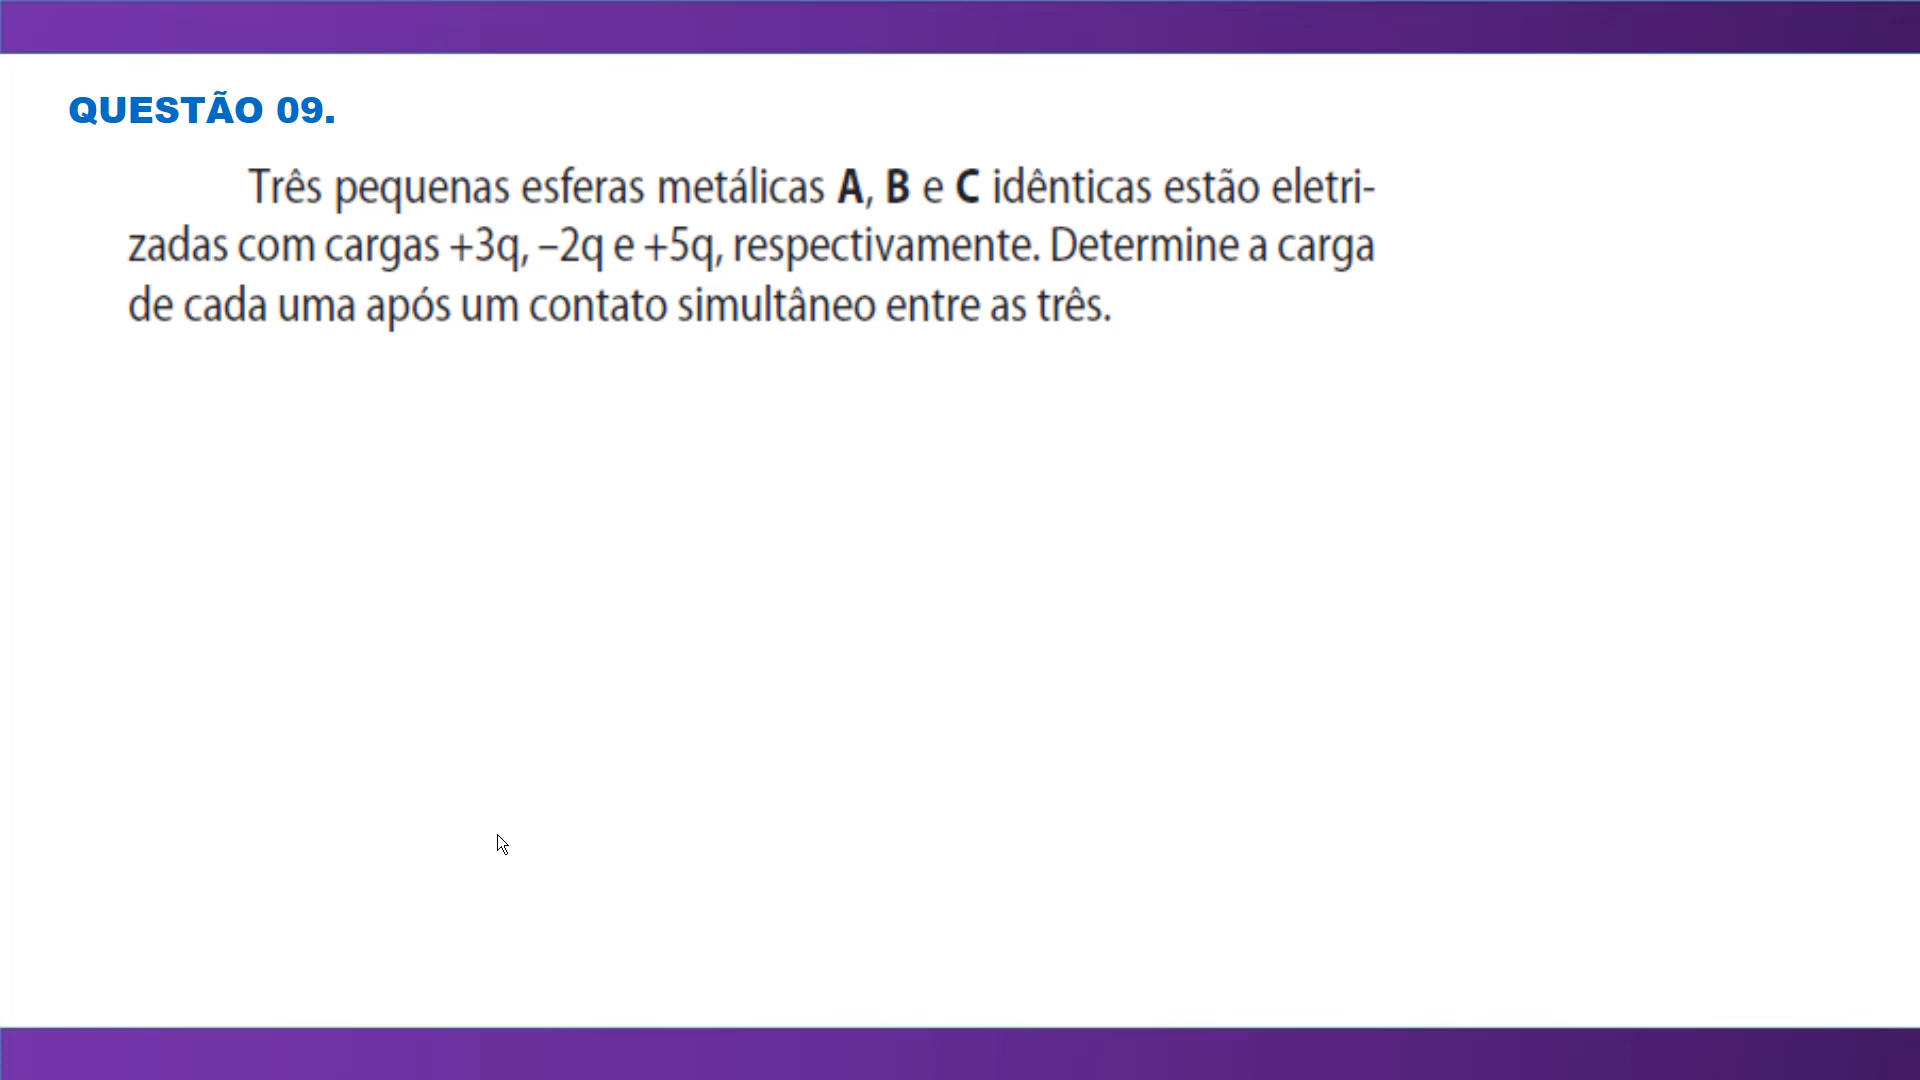 QUESTÃO 09.
Três pequenas esferas metálicas A, B e C idênticas estão eletri-
zadas com cargas +3q, –2q e +5q, respectivamente. Determine a carga
de cada uma após um contato simultâneo entre as três.